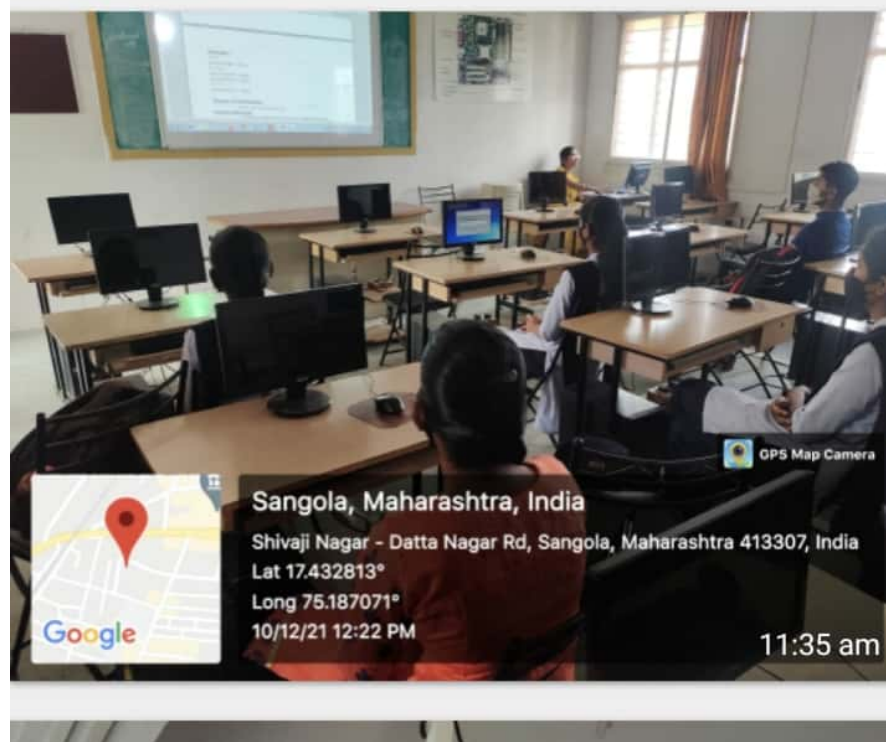 GPS Map Camera
Sangola, Maharashtra, India
Shivaji Nagar - Datta Nagar Rd, Sangola, Maharashtra 413307, India
Lat 17.432813°
Long 75.187071°
10/12/21 12:22 PM
Google
11:35 am